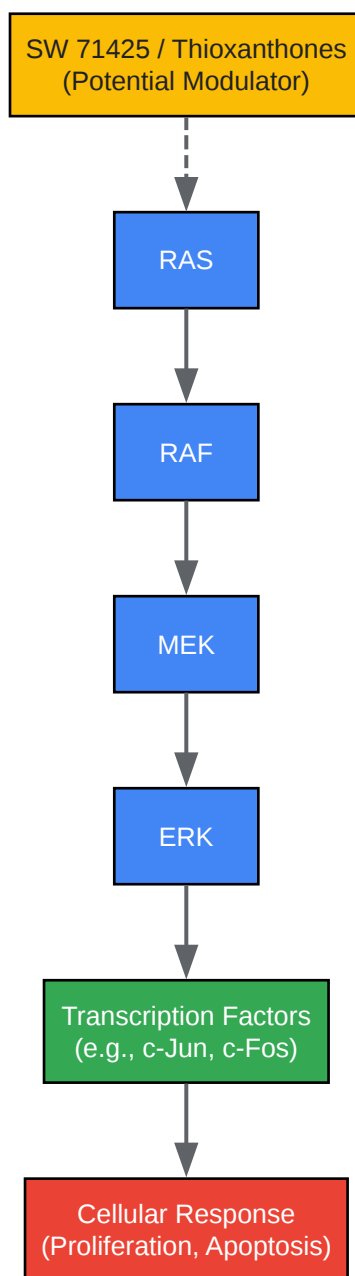 SW 71425 / Thioxanthones
(Potential Modulator)
RAS
RAF
MEK
ERK
Transcription Factors
(e.g., c-Jun, c-Fos)
Cellular Response
(Proliferation, Apoptosis)